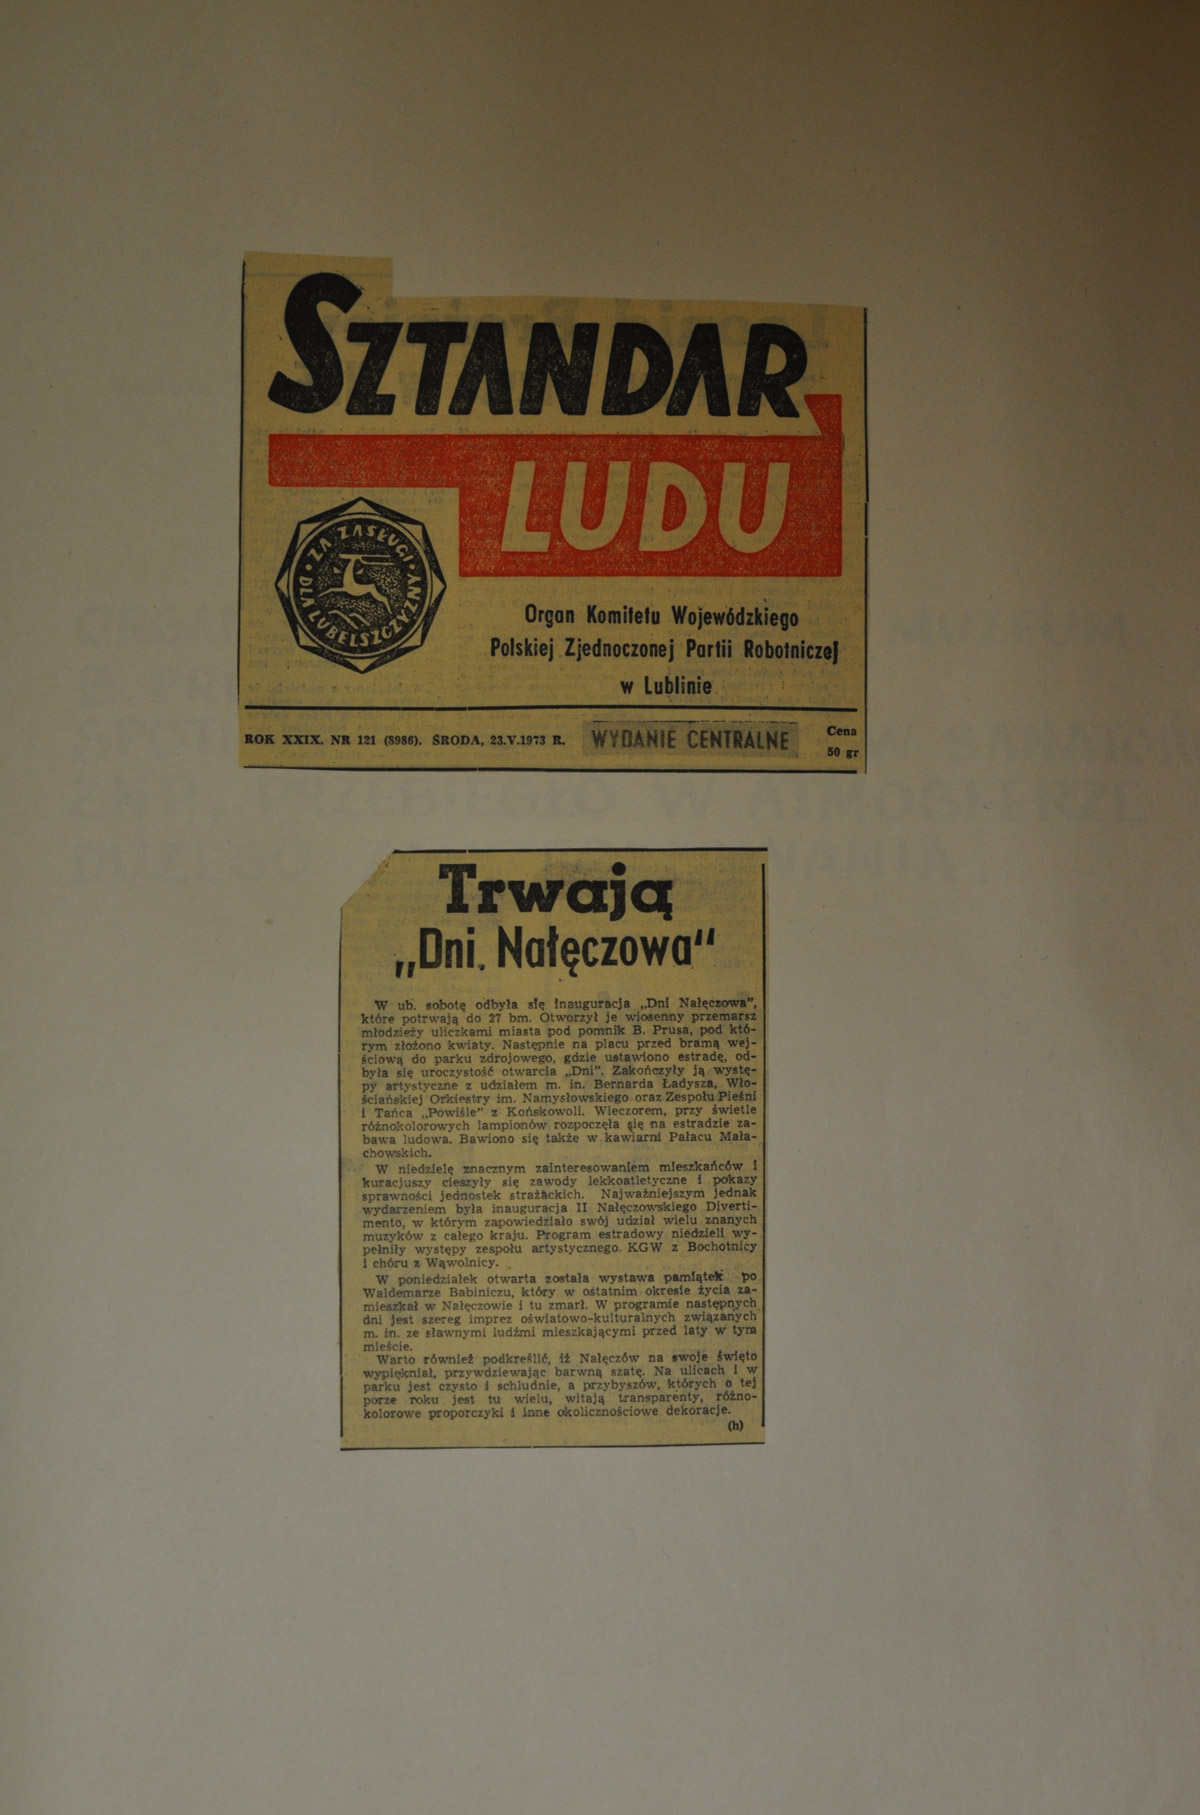 SZTANDAR
LUDU
ZA ZASŁUGI
DLA LUBELSZCZYZNY
Organ Komitetu Wojewódzkiego
Polskiej Zjednoczonej Partii Robotniczej
w Lublinie
ROK XXIX. NR 121 (8986). ŚRODA, 23.V.1973 R.
WYDANIE CENTRALNE
Cena
50 gr
Trwają
„Dni Nałęczowa“
W ub. sobotę odbyła się inauguracja „Dni Nałęczowa”,
które potrwają do 27 bm. Otworzył je wiosenny przemarsz
młodzieży uliczkami miasta pod pomnik B. Prusa, pod któ-
rym złożono kwiaty. Następnie na placu przed bramą wej-
ściową do parku zdrojowego, gdzie ustawiono estradę, od-
była się uroczystość otwarcia „Dni”. Zakończyły ją wystę-
py artystyczne z udziałem m. in. Bernarda Ładysza, Wło-
ściańskiej Orkiestry im. Namysłowskiego oraz Zespołu Pieśni
i Tańca „Powiśle” z Końskowoli. Wieczorem, przy świetle
różnokolorowych lampionów rozpoczęła się na estradzie za-
bawa ludowa. Bawiono się także w kawiarni Pałacu Mała-
chowskich.
W niedzielę znacznym zainteresowaniem mieszkańców i
kuracjuszy cieszyły się zawody lekkoatletyczne i pokazy
sprawności jednostek strażackich. Najważniejszym jednak
wydarzeniem była inauguracja II Nałęczowskiego Diverti-
mento, w którym zapowiedziało swój udział wielu znanych
muzyków z całego kraju. Program estradowy niedzieli wy-
pełniły występy zespołu artystycznego KGW z Bochotnicy
i chóru z Wąwolnicy.
W poniedziałek otwarta została wystawa pamiątek po
Waldemarze Babiniczu, który w ostatnim okresie życia za-
mieszkał w Nałęczowie i tu zmarł. W programie następnych
dni jest szereg imprez oświatowo-kulturalnych związanych
m. in. ze sławnymi ludźmi mieszkającymi przed laty w tym
mieście.
Warto również podkreślić, iż Nałęczów na swoje święto
wypiękniał, przywdziewając barwną szatę. Na ulicach i w
parku jest czysto i schludnie, a przybyszów, których o tej
porze roku jest tu wielu, witają transparenty, różno-
kolorowe proporczyki i inne okolicznościowe dekoracje.
(h)